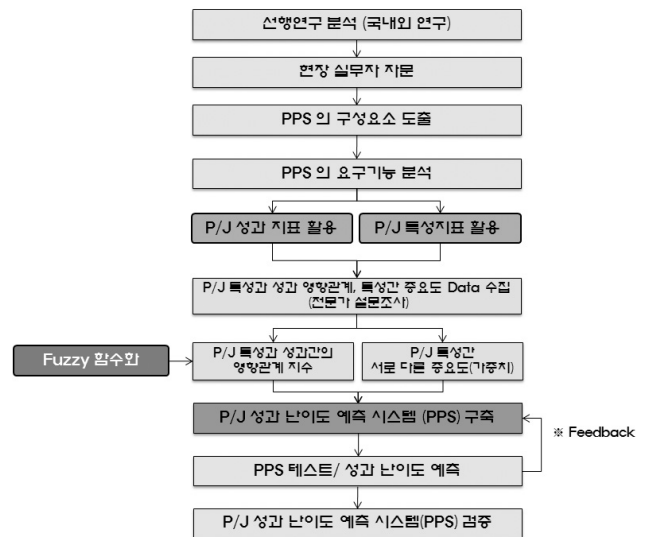 선행연구 분석 (국내외 연구)
현장 실무자 자문
PPS 의 구성요소 도출
PPS 의 요구기능 분석
P/J 성과 지표 활용
P/J 특성지표 활용
P/J 특성과 성과 영향관계, 특성간 중요도 Data 수집
(전문가 설문조사)
Fuzzy 함수화
P/J 특성과 성과간의
영향관계 지수
P/J 특성간
서로 다른 중요도(가중치)
P/J 성과 난이도 예측 시스템 (PPS) 구축
※ Feedback
PPS 테스트/ 성과 난이도 예측
P/J 성과 난이도 예측 시스템(PPS) 검증